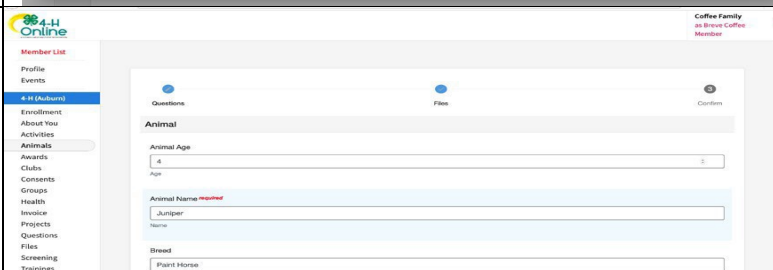 4-H
Online
Coffee Family
as Breve Coffee
Member
Member List
Profile
Events
4-H (Auburn)
Enrollment
About You
Activities
Animals
Awards
Clubs
Consents
Groups
Health
Invoice
Projects
Questions
Files
Screening
Trainings
Questions
Files
3
Confirm
Animal
Animal Age
4
Age
Animal Name required
Juniper
Name
Breed
Paint Horse